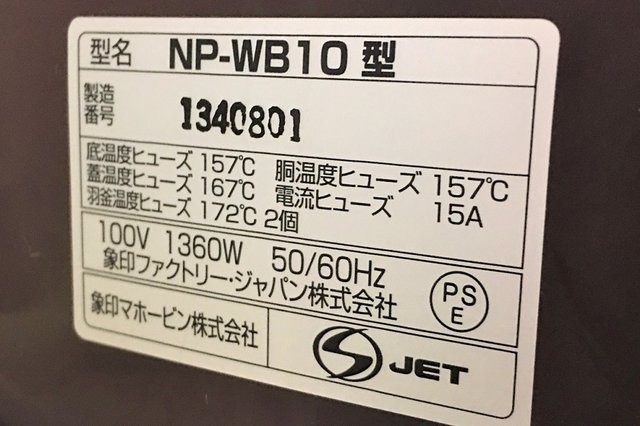 型名 NP-WB10 型
製造番号 1340801
底温度ヒューズ 157℃ 胴温度ヒューズ 157℃
蓋温度ヒューズ 167℃ 電流ヒューズ 15A
羽釜温度ヒューズ 172℃ 2個
100V 1360W 50/60Hz
象印ファクトリー・ジャパン株式会社
PSE
象印マホービン株式会社
S JET